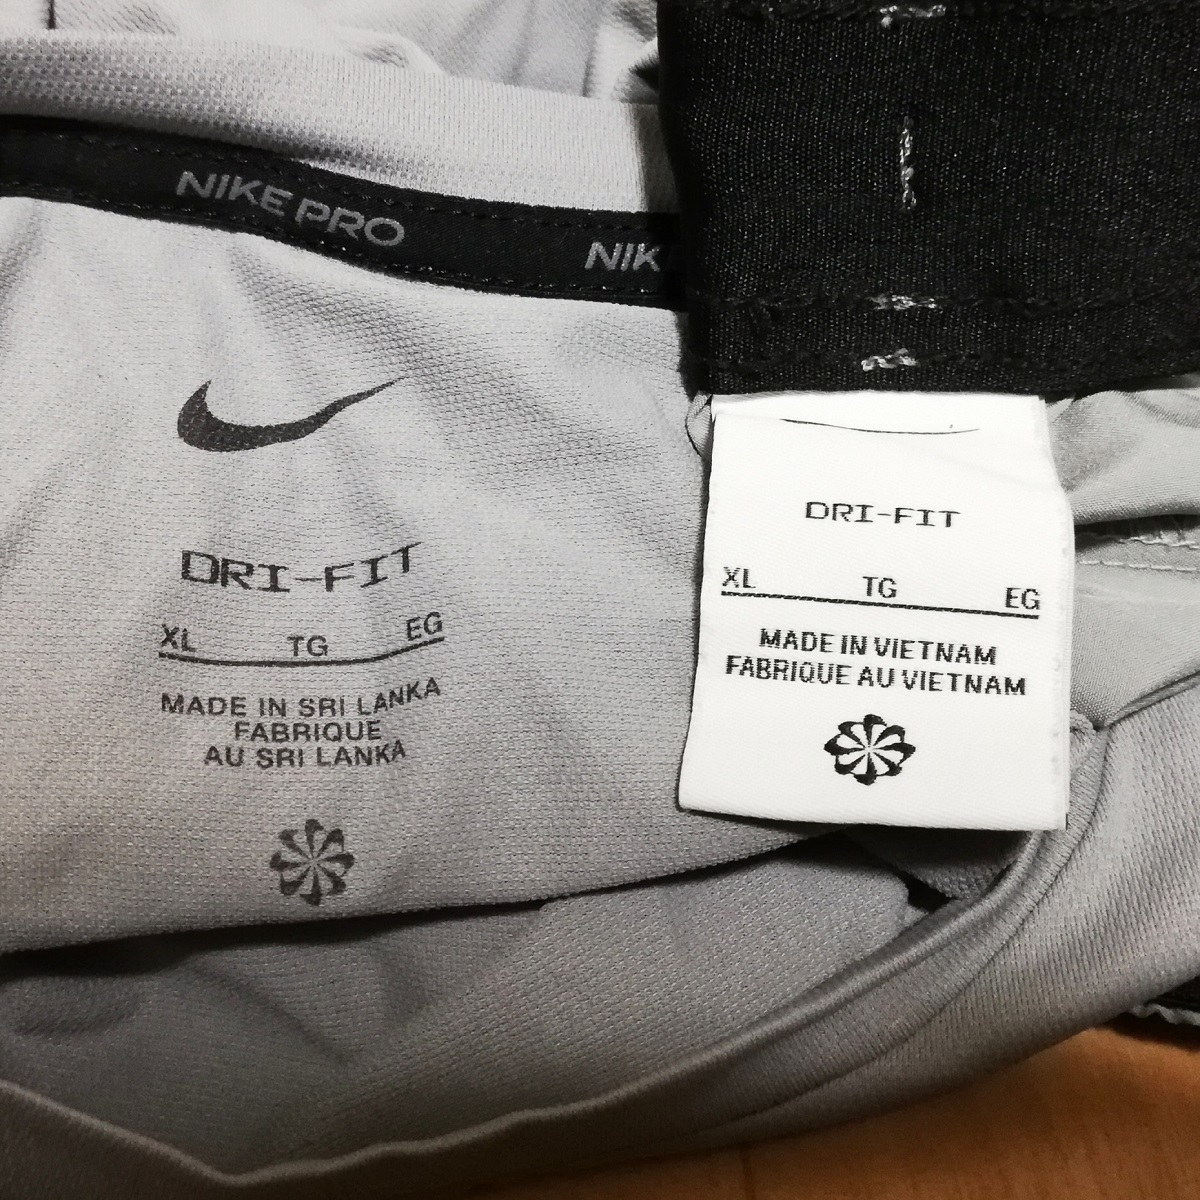 NIKE PRO
NIK
DRI-FIT
XL TG EG
MADE IN SRI LANKA
FABRIQUE
AU SRI LANKA
DRI-FIT
XL TG EG
MADE IN VIETNAM
FABRIQUE AU VIETNAM